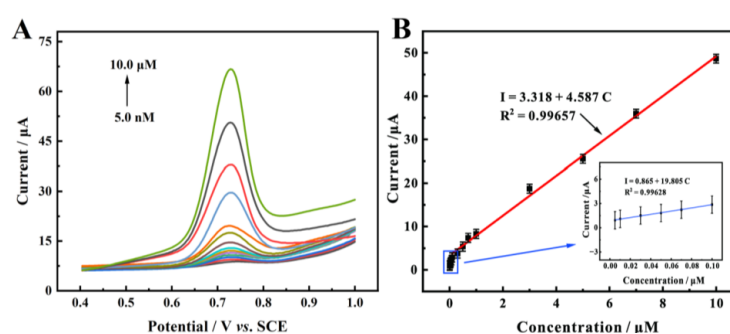 A
10.0 μM
5.0 nM
Current / μA
75
60
45
30
15
0
0.4 0.5 0.6 0.7 0.8 0.9 1.0
Potential / V vs. SCE
B
I = 3.318 + 4.587 C
R² = 0.99657
Current / μA
50
40
30
20
10
0
0 2 4 6 8 10
Concentration / μM
I = 0.865 + 19.805 C
R² = 0.99628
Current / μA
6
3
0
-3
0.00 0.02 0.04 0.06 0.08 0.10
Concentration / μM